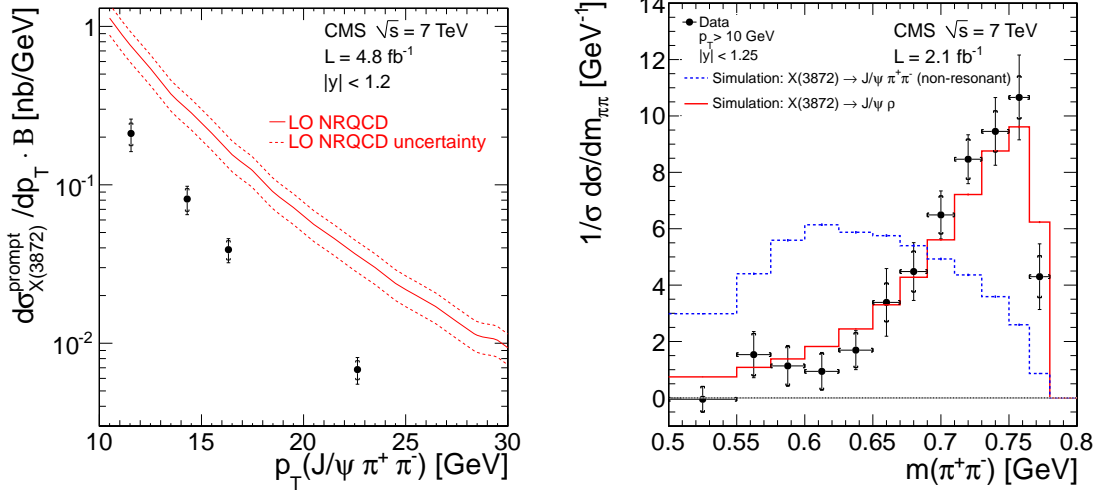 CMS √s = 7 TeV
L = 4.8 fb⁻¹
|y| < 1.2
LO NRQCD
LO NRQCD uncertainty
dσ^prompt_X(3872) /dp_T · B [nb/GeV]
1
10⁻¹
10⁻²
10 15 20 25 30
p_T(J/ψ π⁺ π⁻) [GeV]
Data
p_T> 10 GeV
|y| < 1.25
CMS √s = 7 TeV
L = 2.1 fb⁻¹
Simulation: X(3872) → J/ψ π⁺π⁻ (non-resonant)
Simulation: X(3872) → J/ψ ρ
1/σ dσ/dm_ππ [GeV⁻¹]
14
12
10
8
6
4
2
0
0.5 0.55 0.6 0.65 0.7 0.75 0.8
m(π⁺π⁻) [GeV]